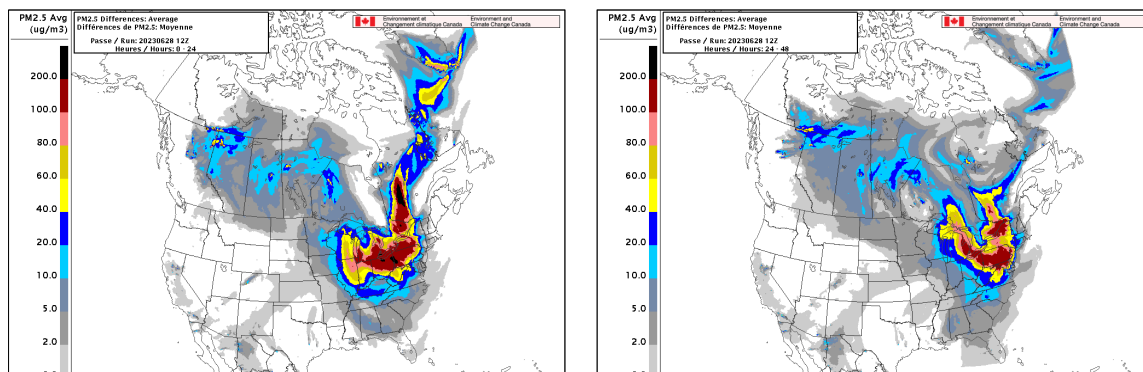 PM2.5 Avg
(ug/m3)
200.0
100.0
80.0
60.0
40.0
20.0
10.0
5.0
2.0
PM2.5 Differences: Average
Différences de PM2.5: Moyenne
Passe / Run: 20230628 12Z
Heures / Hours: 0 - 24
Environnement et Environment and
Changement climatique Canada Climate Change Canada
PM2.5 Avg
(ug/m3)
200.0
100.0
80.0
60.0
40.0
20.0
10.0
5.0
2.0
PM2.5 Differences: Average
Différences de PM2.5: Moyenne
Passe / Run: 20230628 12Z
Heures / Hours: 24 - 48
Environnement et Environment and
Changement climatique Canada Climate Change Canada